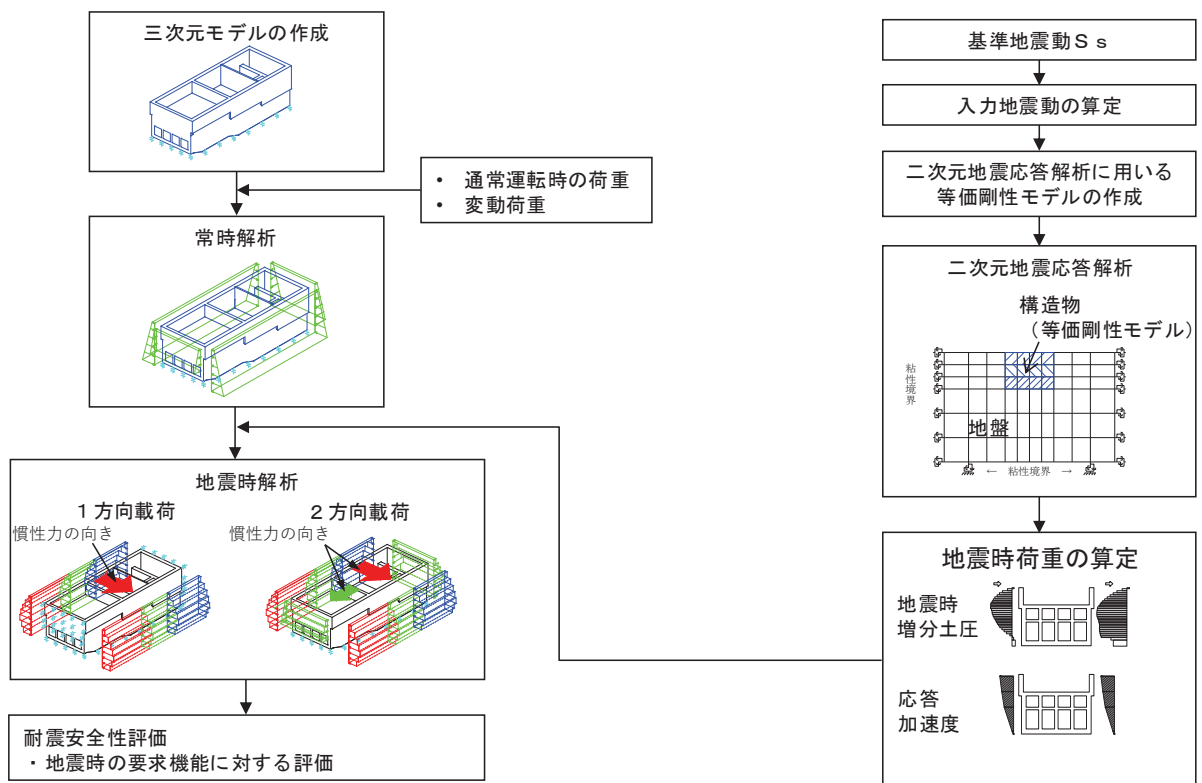 三次元モデルの作成
・ 通常運転時の荷重
・ 変動荷重
常時解析
地震時解析
1方向載荷
慣性力の向き
2方向載荷
慣性力の向き
耐震安全性評価
・地震時の要求機能に対する評価
基準地震動Ss
入力地震動の算定
二次元地震応答解析に用いる
等価剛性モデルの作成
二次元地震応答解析
構造物
(等価剛性モデル)
粘性境界
地盤
← 粘性境界 →
地震時荷重の算定
地震時
増分土圧
応答
加速度